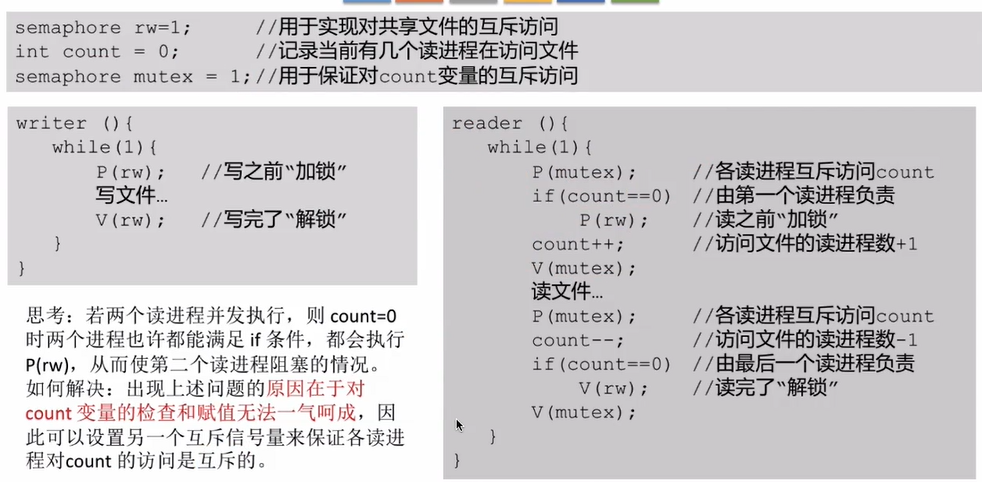 semaphore rw=1; //用于实现对共享文件的互斥访问
int count = 0; //记录当前有几个读进程在访问文件
semaphore mutex = 1;//用于保证对count变量的互斥访问
writer (){
while(1){
P(rw); //写之前“加锁”
写文件…
V(rw); //写完了“解锁”
}
}
思考：若两个读进程并发执行，则 count=0
时两个进程也许都能满足 if 条件，都会执行
P(rw)，从而使第二个读进程阻塞的情况。
如何解决：出现上述问题的原因在于对
count 变量的检查和赋值无法一气呵成，因
此可以设置另一个互斥信号量来保证各读进
程对count 的访问是互斥的。
reader (){
while(1){
P(mutex); //各读进程互斥访问count
if(count==0) //由第一个读进程负责
P(rw); //读之前“加锁”
count++; //访问文件的读进程数+1
V(mutex);
读文件…
P(mutex); //各读进程互斥访问count
count--; //访问文件的读进程数-1
if(count==0) //由最后一个读进程负责
V(rw); //读完了“解锁”
V(mutex);
}
}